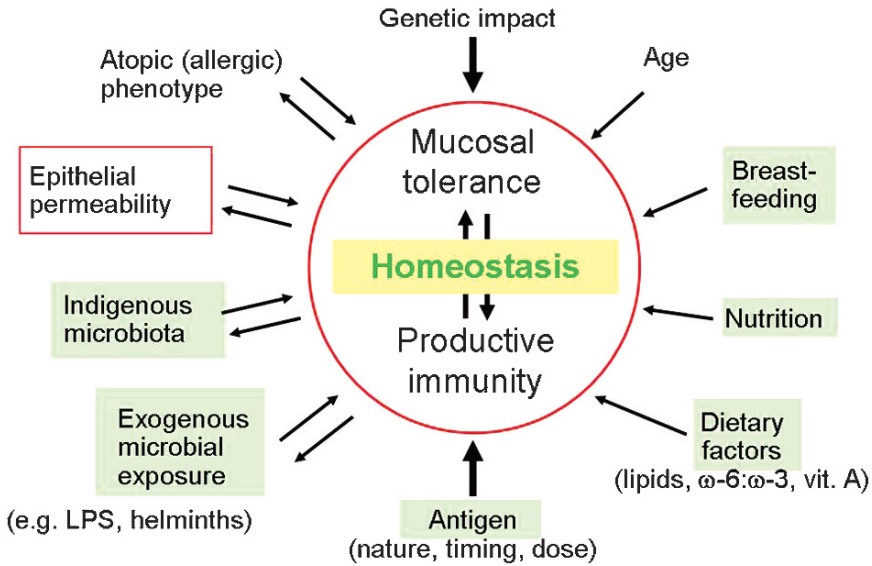 Genetic impact
Atopic (allergic)
phenotype
Age
Mucosal
tolerance
Epithelial
permeability
Breast-
feeding
Homeostasis
Indigenous
microbiota
Nutrition
Productive
immunity
Exogenous
microbial
exposure
(e.g. LPS, helminths)
Dietary
factors
(lipids, ω-6:ω-3, vit. A)
Antigen
(nature, timing, dose)